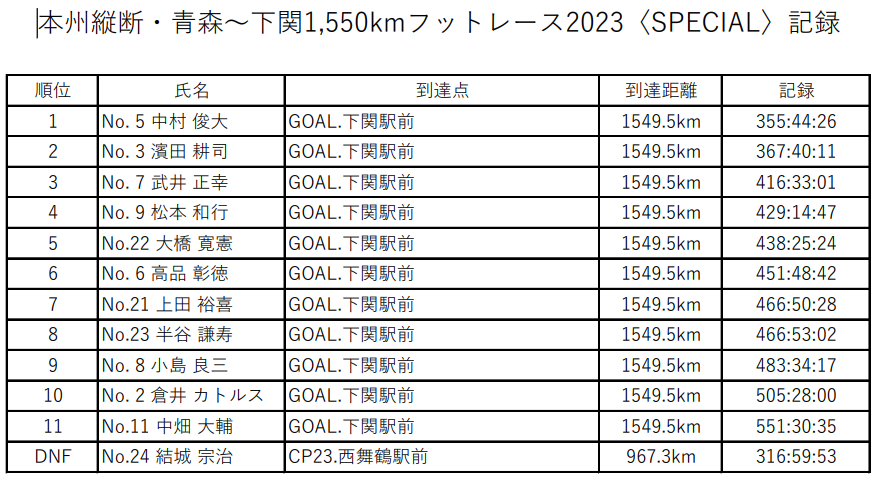 本州縦断・青森～下関1,550kmフットレース2023〈SPECIAL〉記録
順位 氏名 到達点 到達距離 記録
1 No. 5 中村 俊大 GOAL.下関駅前 1549.5km 355:44:26
2 No. 3 濱田 耕司 GOAL.下関駅前 1549.5km 367:40:11
3 No. 7 武井 正幸 GOAL.下関駅前 1549.5km 416:33:01
4 No. 9 松本 和行 GOAL.下関駅前 1549.5km 429:14:47
5 No.22 大橋 寛憲 GOAL.下関駅前 1549.5km 438:25:24
6 No. 6 高品 彰徳 GOAL.下関駅前 1549.5km 451:48:42
7 No.21 上田 裕喜 GOAL.下関駅前 1549.5km 466:50:28
8 No.23 半谷 謙寿 GOAL.下関駅前 1549.5km 466:53:02
9 No. 8 小島 良三 GOAL.下関駅前 1549.5km 483:34:17
10 No. 2 倉井 カトルス GOAL.下関駅前 1549.5km 505:28:00
11 No.11 中畑 大輔 GOAL.下関駅前 1549.5km 551:30:35
DNF No.24 結城 宗治 CP23.西舞鶴駅前 967.3km 316:59:53